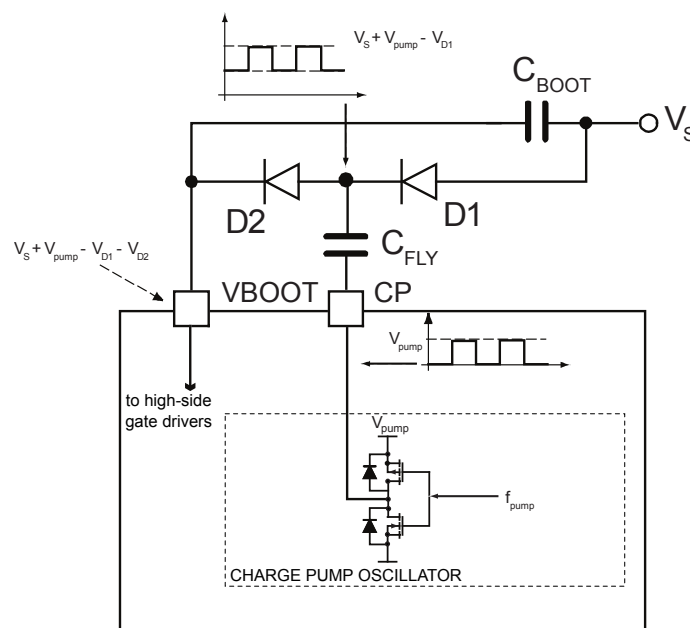 V_S + V_pump - V_D1
C_BOOT
V_S
D2
D1
C_FLY
V_S + V_pump - V_D1 - V_D2
VBOOT
CP
V_pump
to high-side
gate drivers
V_pump
f_pump
CHARGE PUMP OSCILLATOR